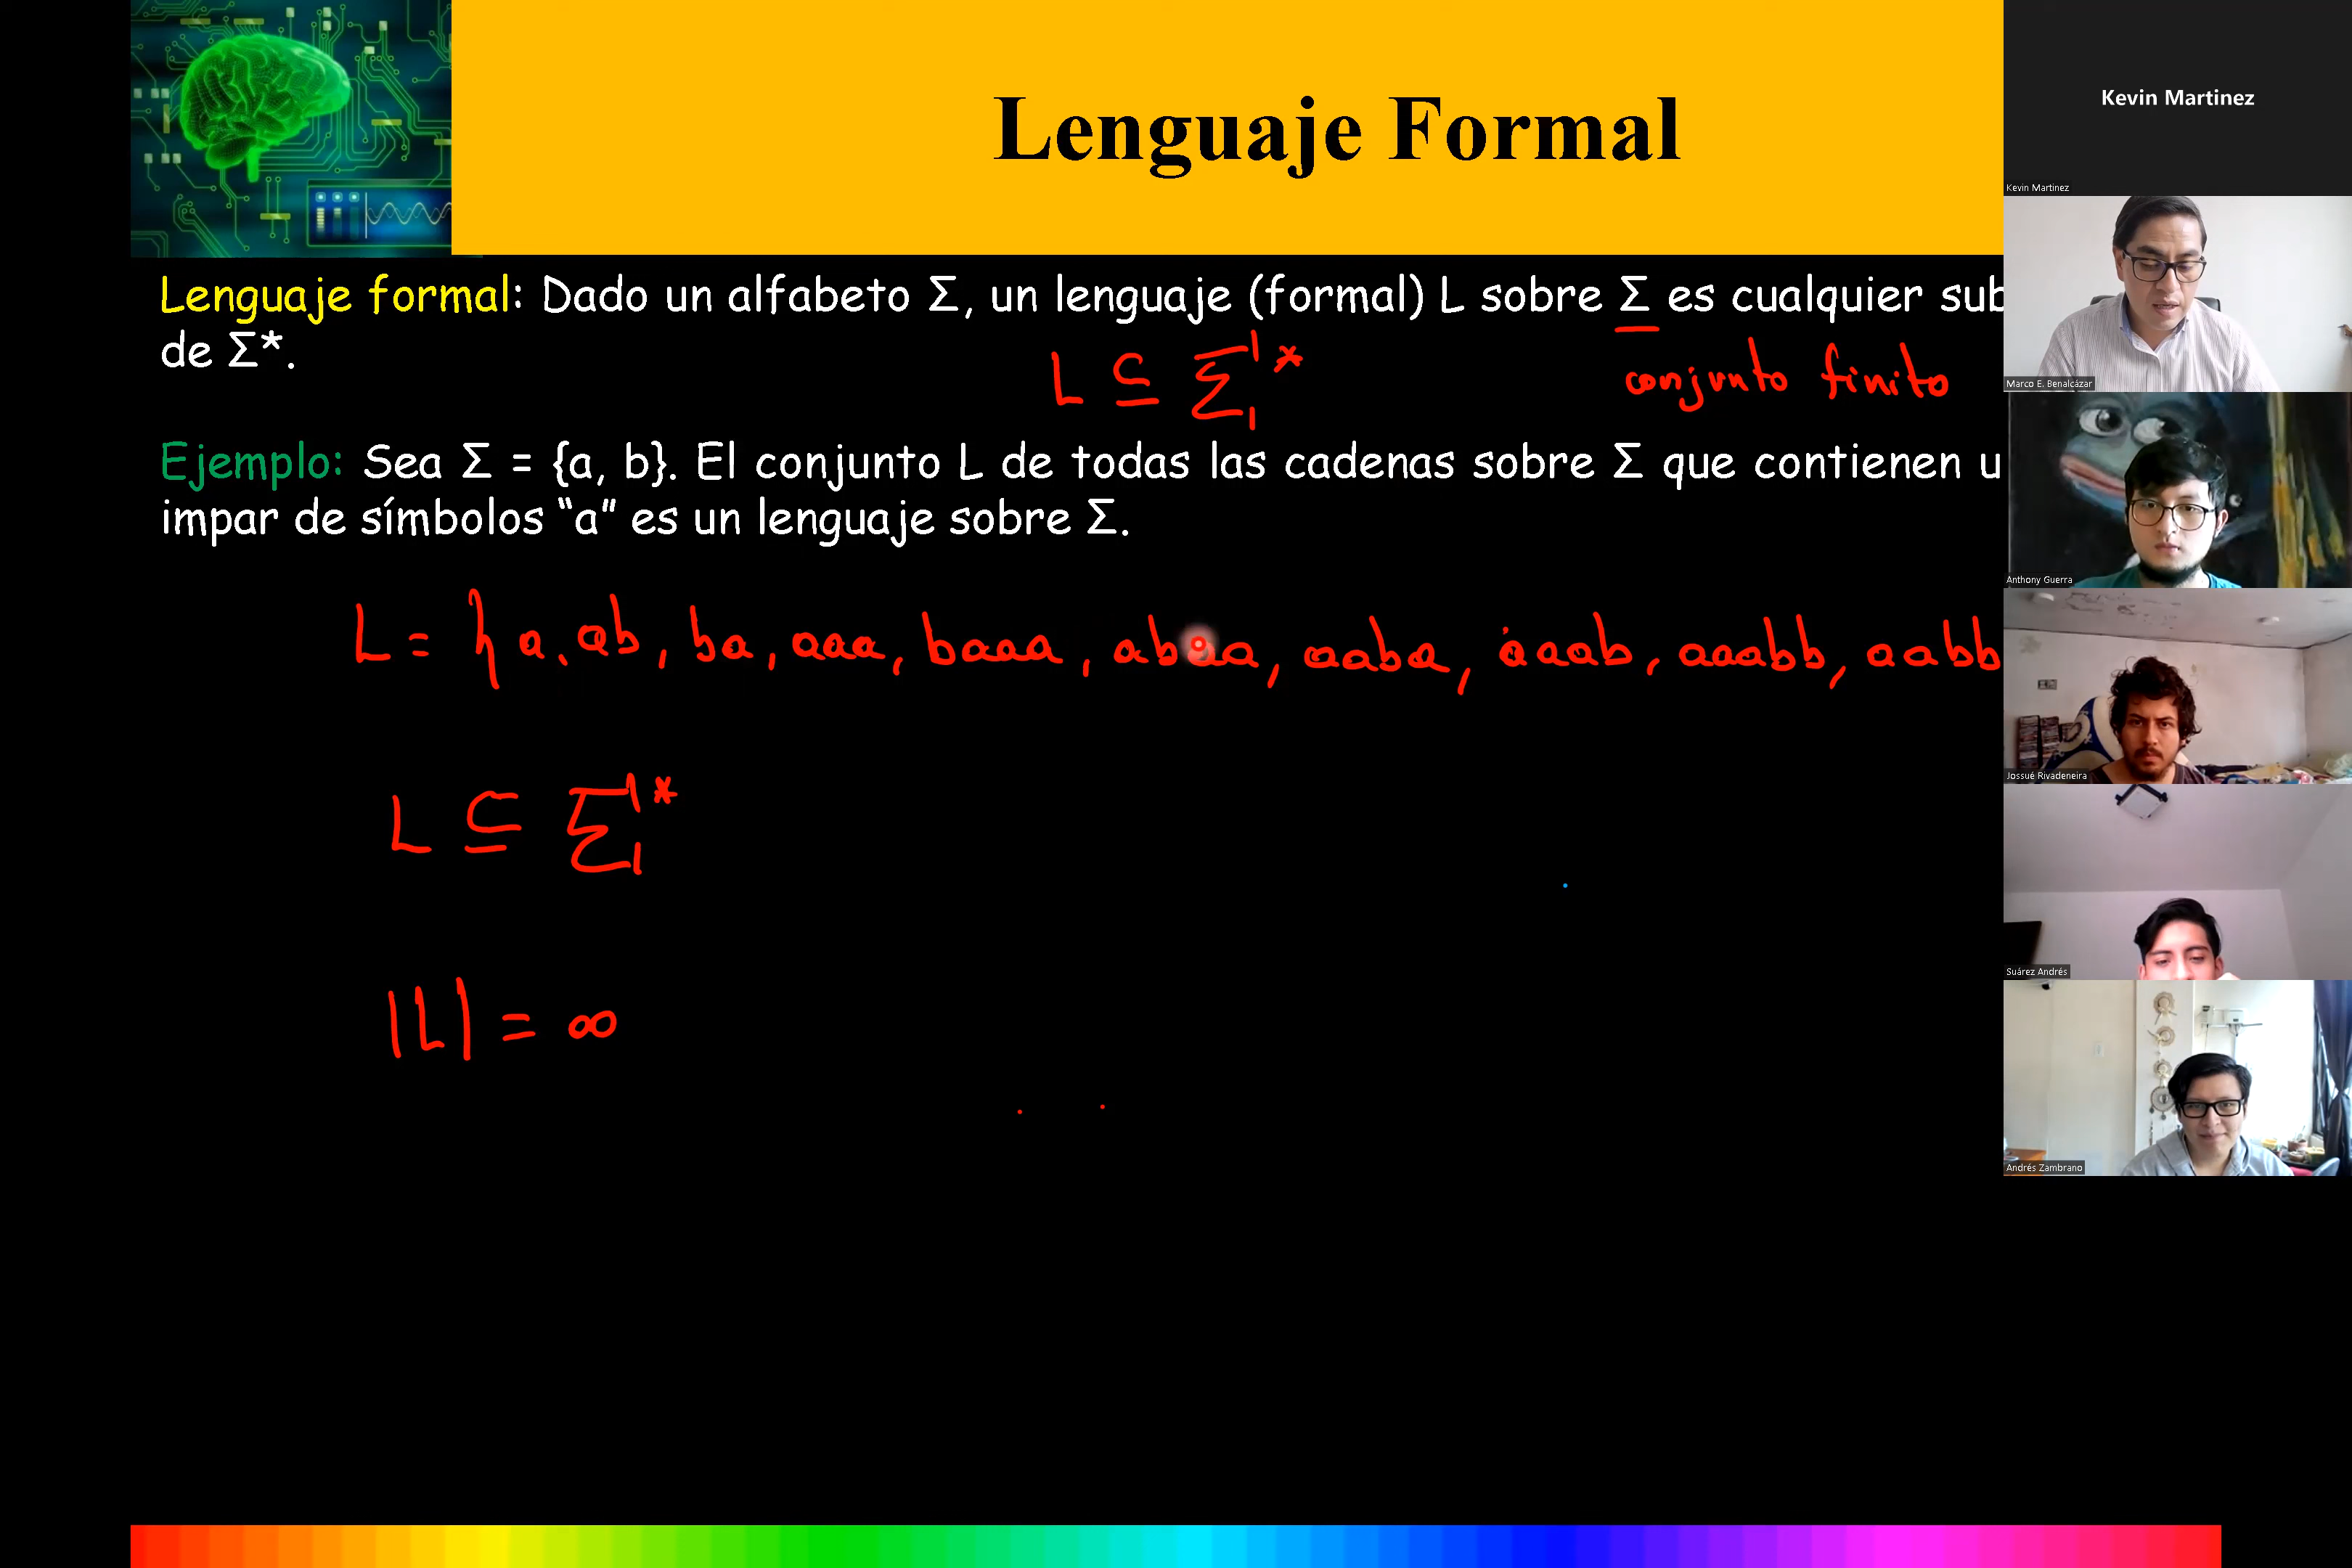 Lenguaje Formal
Lenguaje formal: Dado un alfabeto Σ, un lenguaje (formal) L sobre Σ es cualquier sub
de Σ*.
L ⊆ Σ*
conjunto finito
Ejemplo: Sea Σ = {a, b}. El conjunto L de todas las cadenas sobre Σ que contienen u
impar de símbolos “a” es un lenguaje sobre Σ.
L = { a, ab, ba, aaa, baaa, abaa, aaba, aaab, aaabb, aabb
L ⊆ Σ*
|L| = ∞
Kevin Martinez
Kevin Martinez
Marco E. Benalcázar
Anthony Guerra
Jossué Rivadeneira
Suárez Andrés
Andrés Zambrano